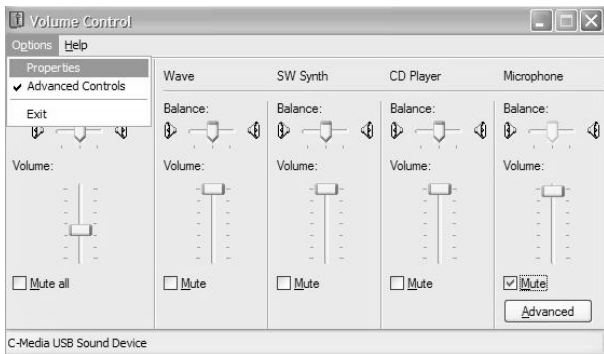 Volume Control
Options Help
Properties
Advanced Controls
Exit
Wave SW Synth CD Player Microphone
Balance: Balance: Balance: Balance:
Volume: Volume: Volume: Volume: Volume:
Mute all Mute Mute Mute Mute
Advanced
C-Media USB Sound Device